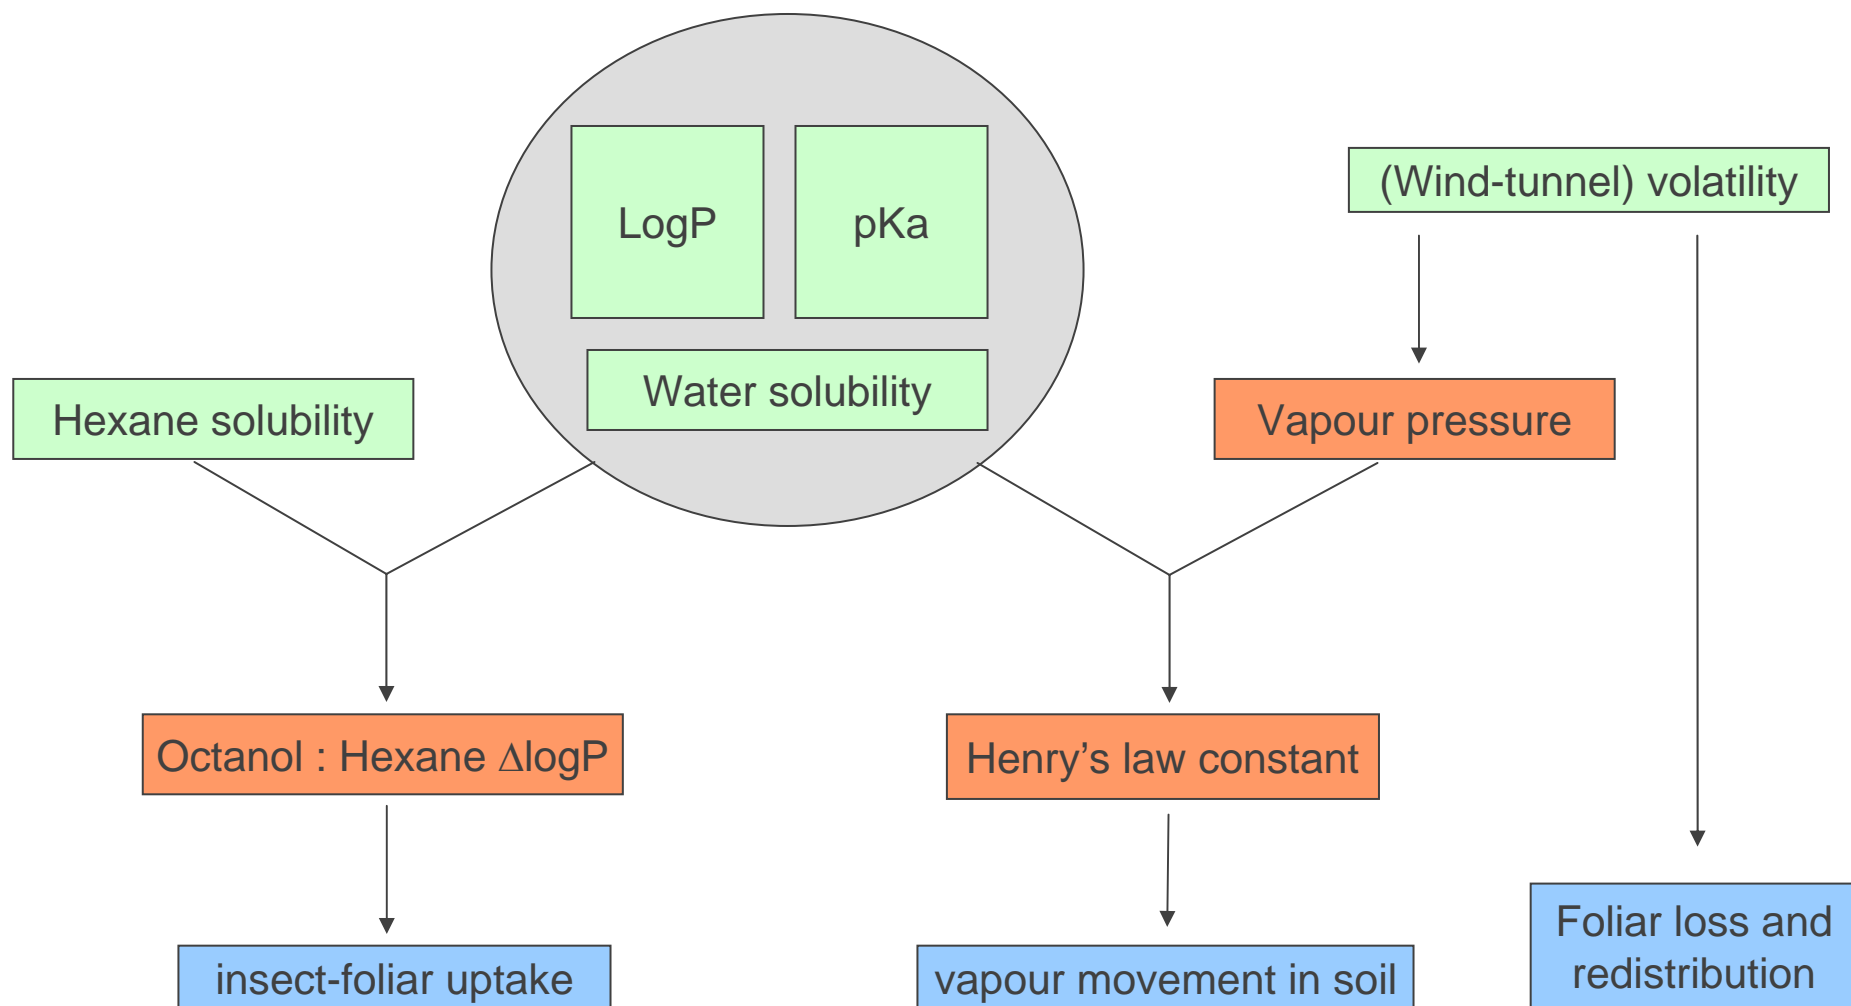 LogP
pKa
(Wind-tunnel) volatility
Water solubility
Hexane solubility
Vapour pressure
Octanol : Hexane ∆logP
Henry’s law constant
Foliar loss and
redistribution
insect-foliar uptake
vapour movement in soil